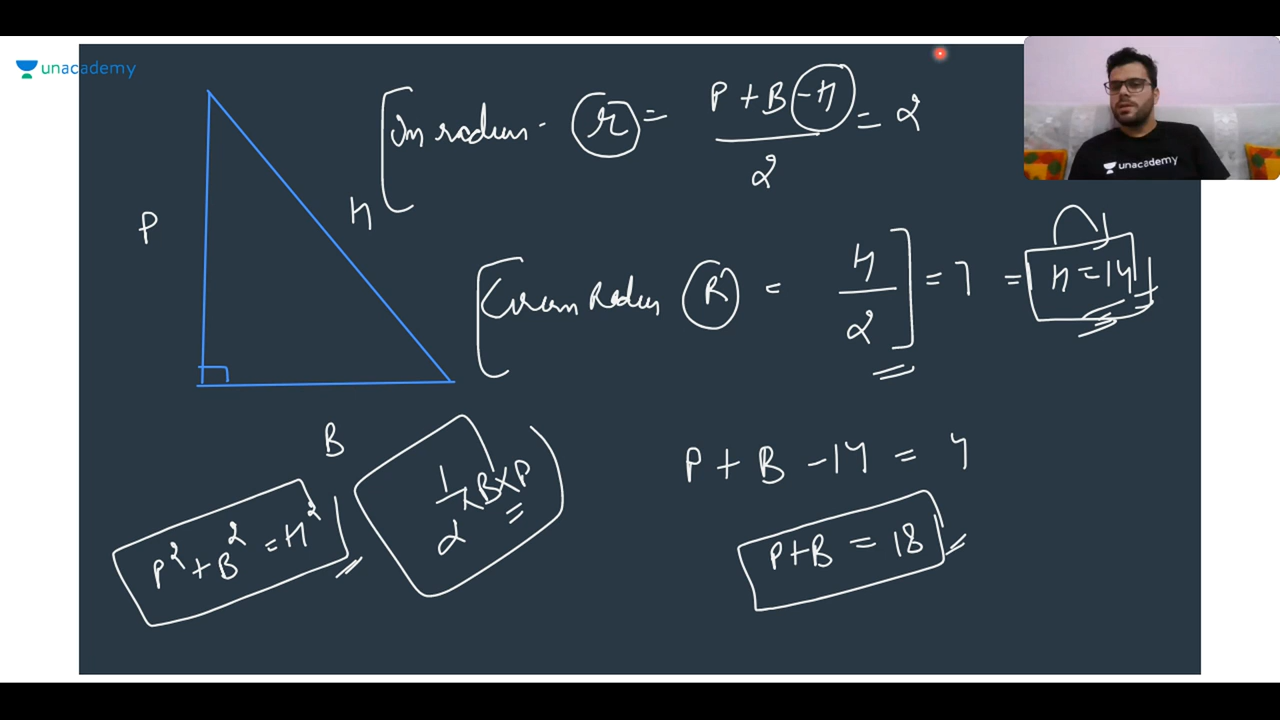 unacademy
In radius r = P + B - H / 2 = 2
unacademy
P
H
Circum Radius R = H / 2 = 7 = H = 14
B
1/2 × B × P
P + B - 14 = 4
P² + B² = H²
P + B = 18